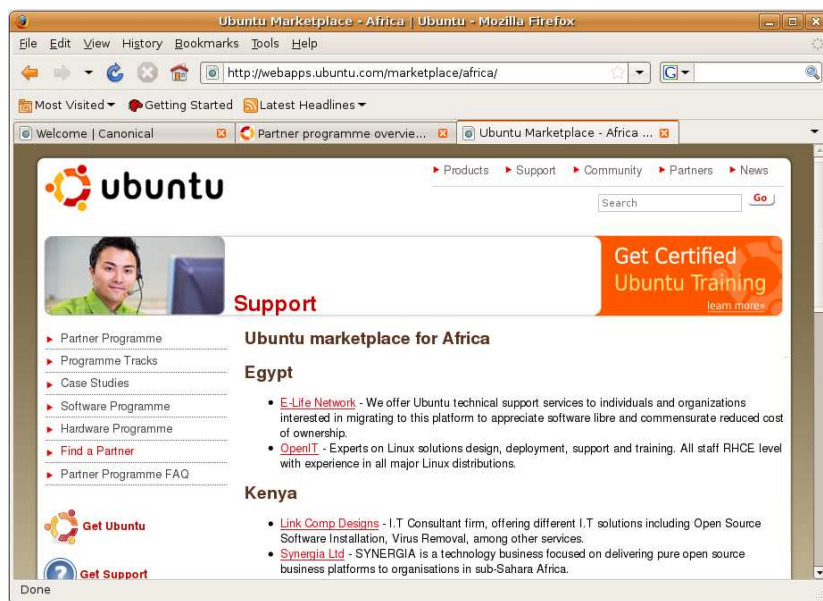 Ubuntu Marketplace - Africa | Ubuntu - Mozilla Firefox
File Edit View History Bookmarks Tools Help
http://webapps.ubuntu.com/marketplace/africa/
G
Most Visited Getting Started Latest Headlines
Welcome | Canonical
Partner programme overvie...
Ubuntu Marketplace - Africa ...
ubuntu
Products Support Community Partners News
Search Go
Get Certified
Ubuntu Training
learn more»
Support
Partner Programme
Programme Tracks
Case Studies
Software Programme
Hardware Programme
Find a Partner
Partner Programme FAQ
Get Ubuntu
? Get Support
Ubuntu marketplace for Africa
Egypt
E-Life Network - We offer Ubuntu technical support services to individuals and organizations
interested in migrating to this platform to appreciate software libre and commensurate reduced cost
of ownership.
OpenIT - Experts on Linux solutions design, deployment, support and training. All staff RHCE level
with experience in all major Linux distributions.
Kenya
Link Comp Designs - I.T Consultant firm, offering different I.T solutions including Open Source
Software Installation, Virus Removal, among other services.
Synergia Ltd - SYNERGIA is a technology business focused on delivering pure open source
business platforms to organisations in sub-Sahara Africa.
Done